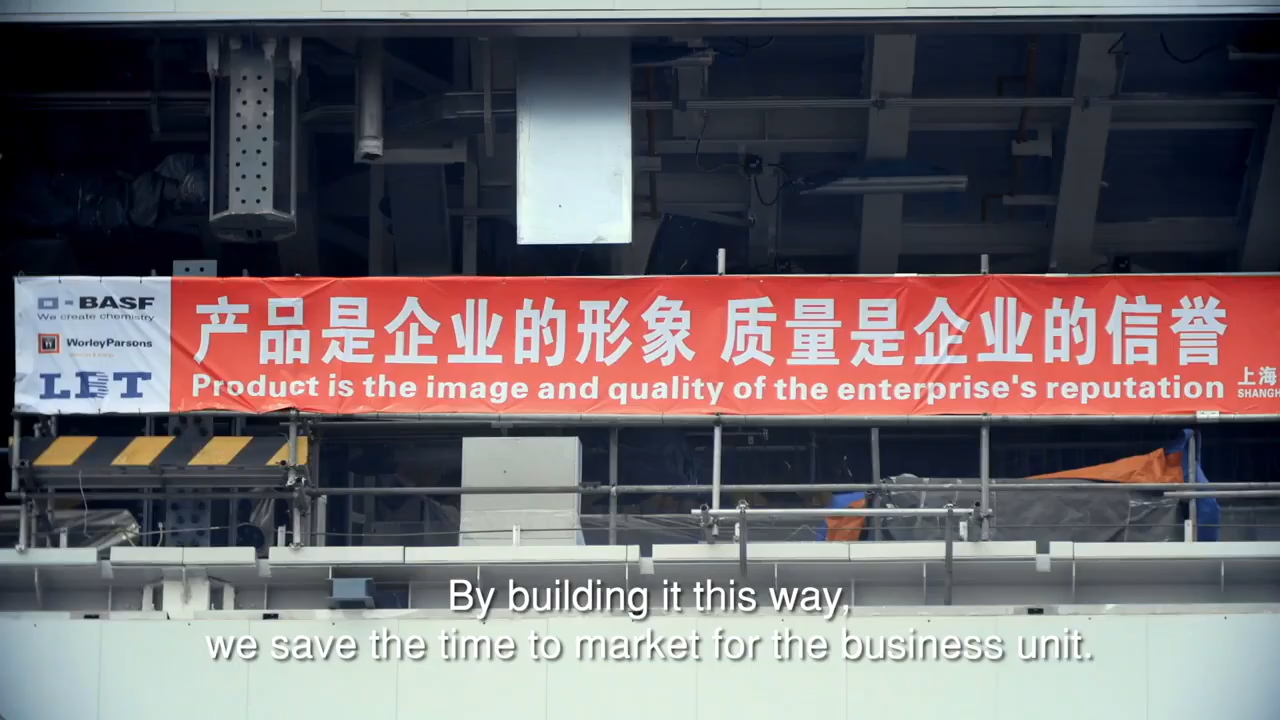 BASF
We create chemistry
WorleyParsons
LBT
产品是企业的形象 质量是企业的信誉
Product is the image and quality of the enterprise's reputation
上海
SHANGH
By building it this way,
we save the time to market for the business unit.